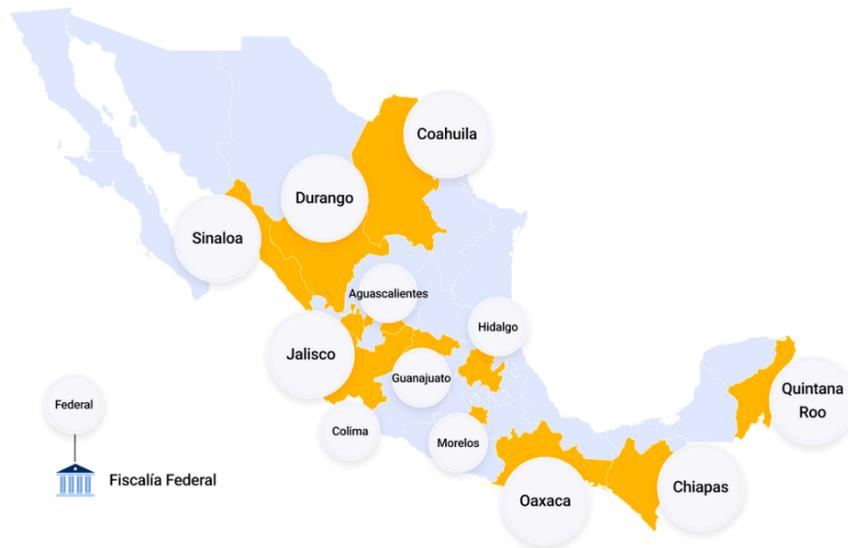 Coahuila
Durango
Sinaloa
Aguascalientes
Hidalgo
Jalisco
Guanajuato
Quintana
Roo
Federal
Colima
Morelos
Fiscalía Federal
Chiapas
Oaxaca